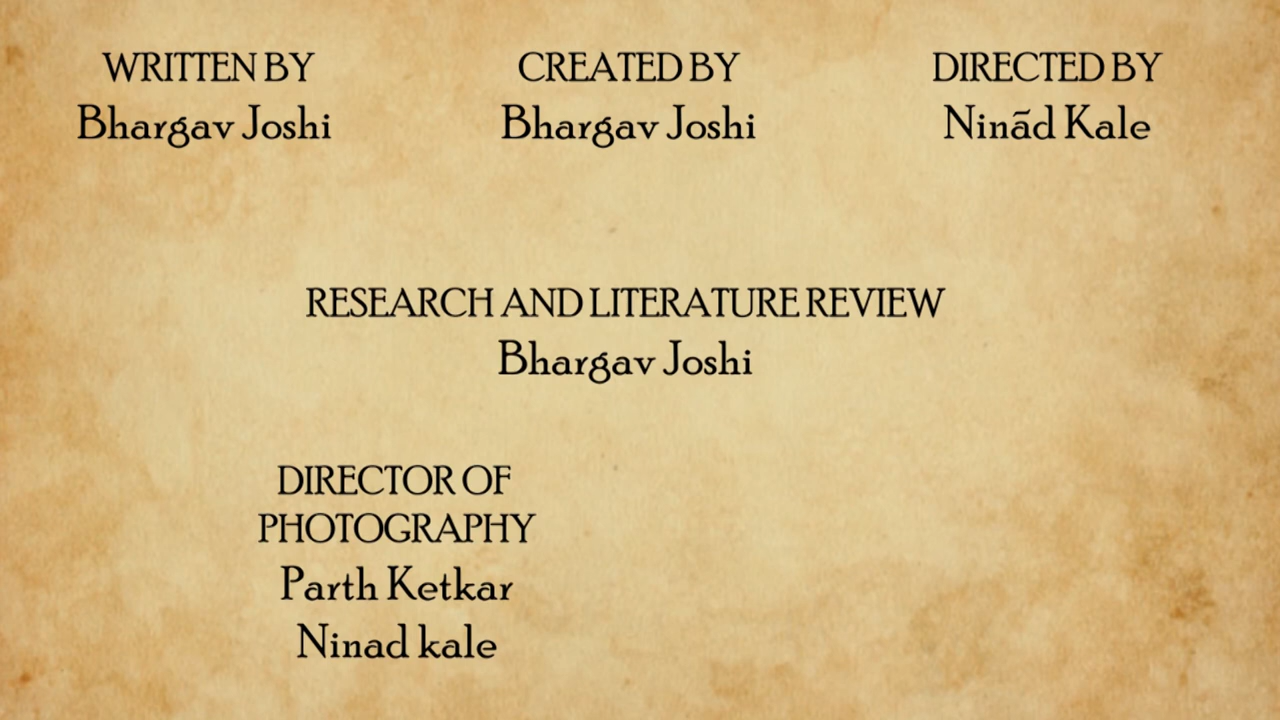 WRITTEN BY
Bhargav Joshi
CREATED BY
Bhargav Joshi
DIRECTED BY
Ninãd Kale
RESEARCH AND LITERATURE REVIEW
Bhargav Joshi
DIRECTOR OF
PHOTOGRAPHY
Parth Ketkar
Ninad kale